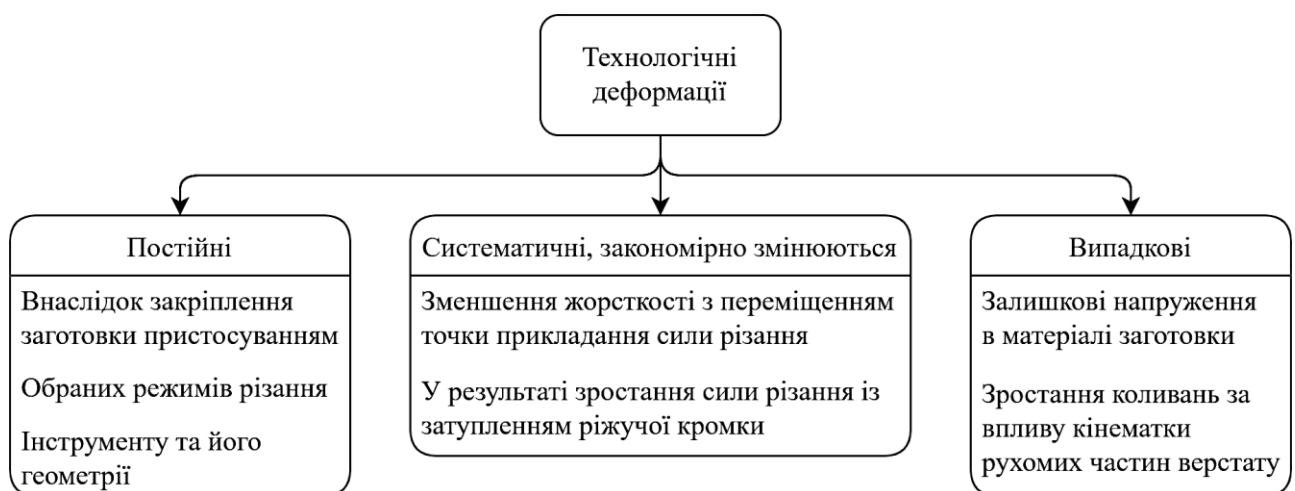 Технологічні
деформації
Постійні
Внаслідок закріплення
заготовки пристосуванням
Обраних режимів різання
Інструменту та його
геометрії
Систематичні, закономірно змінюються
Зменшення жорсткості з переміщенням
точки прикладання сили різання
У результаті зростання сили різання із
затупленням ріжучої кромки
Випадкові
Залишкові напруження
в матеріалі заготовки
Зростання коливань за
впливу кінематки
рухомих частин верстату